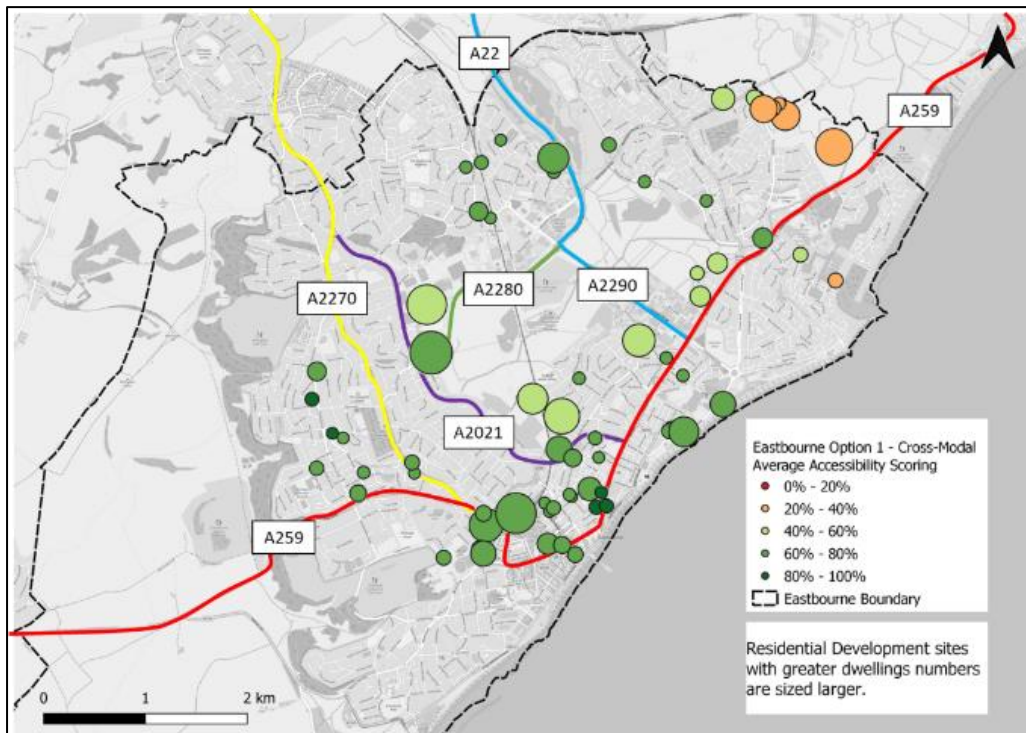 A22
A259
A2270
A2280
A2290
A2021
A259
Eastbourne Option 1 - Cross-Modal
Average Accessibility Scoring
0% - 20%
20% - 40%
40% - 60%
60% - 80%
80% - 100%
Eastbourne Boundary
Residential Development sites
with greater dwellings numbers
are sized larger.
0 1 2 km